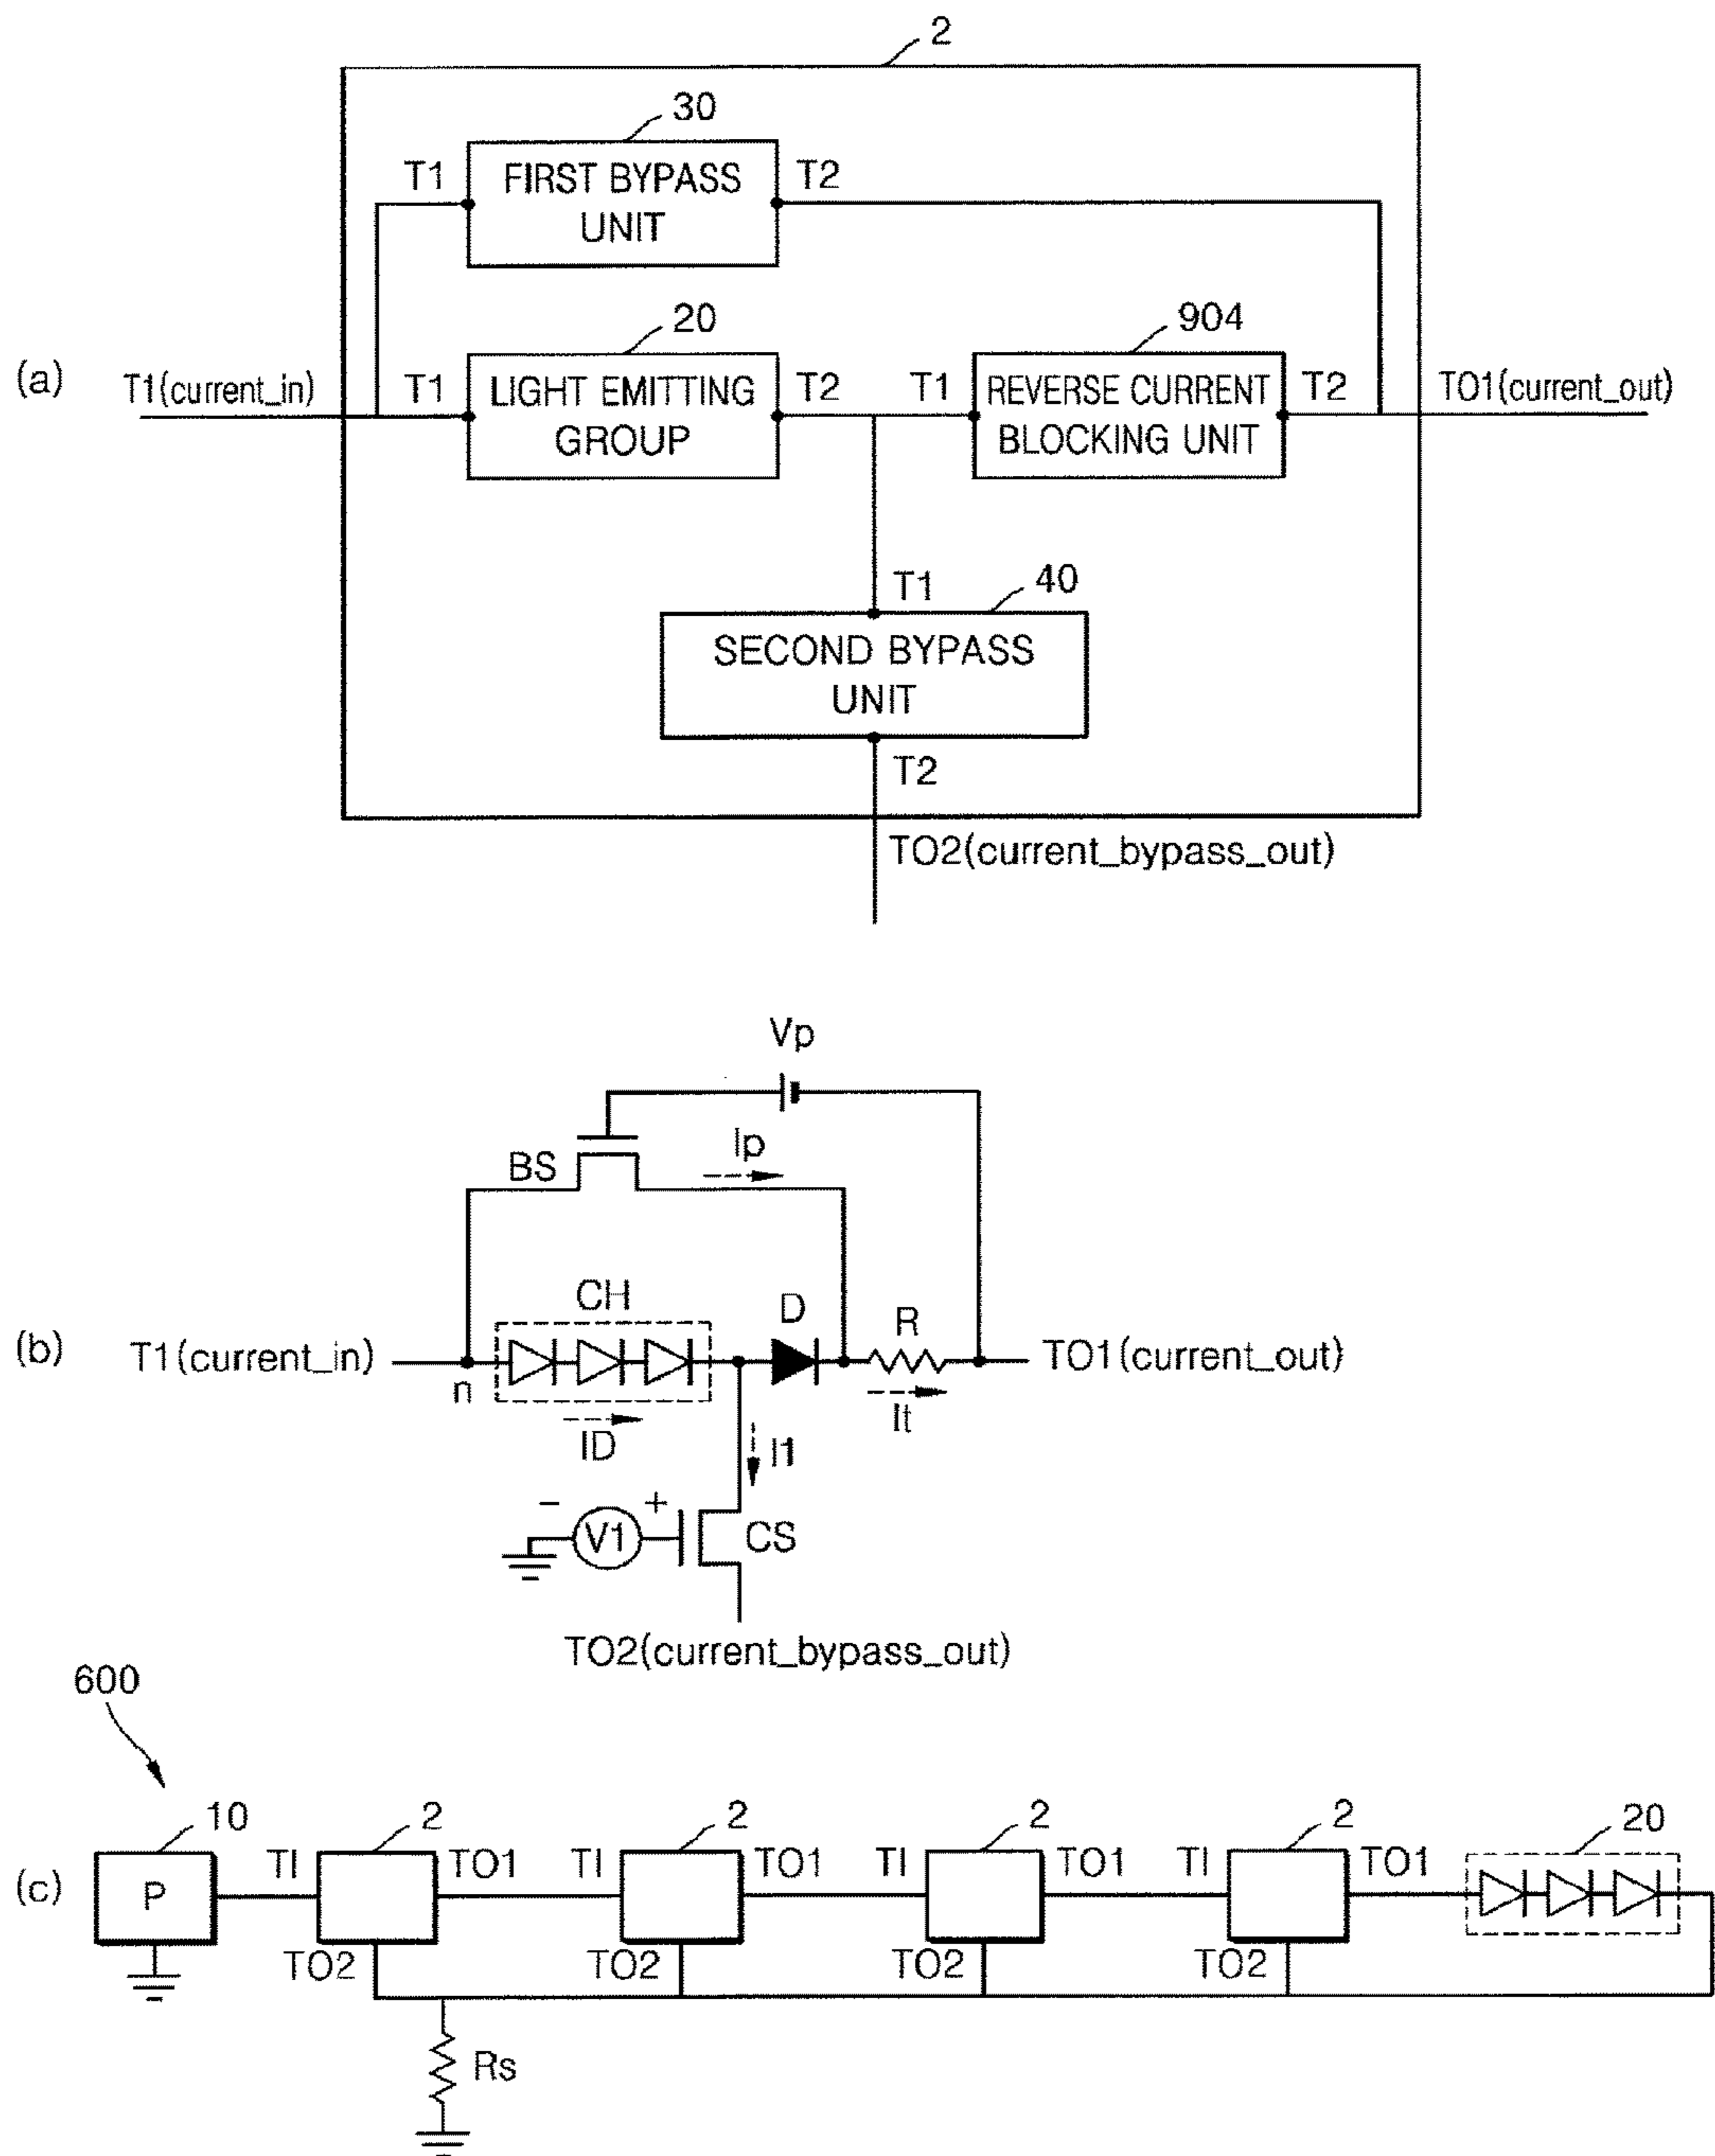 2
30
T1 FIRST BYPASS UNIT T2
20
904
(a)
T1(current_in) T1 LIGHT EMITTING GROUP T2 T1 REVERSE CURRENT BLOCKING UNIT T2 TO1(current_out)
T1 40
SECOND BYPASS UNIT
T2
TO2(current_bypass_out)
Vp
BS Ip
CH D R
(b) T1(current_in) n TO1(current_out)
ID I1 It
- V1 + CS
TO2(current_bypass_out)
600
10 2 2 2 2 20
(c) P TI TO1 TI TO1 TI TO1 TI TO1
TO2 TO2 TO2 TO2
Rs